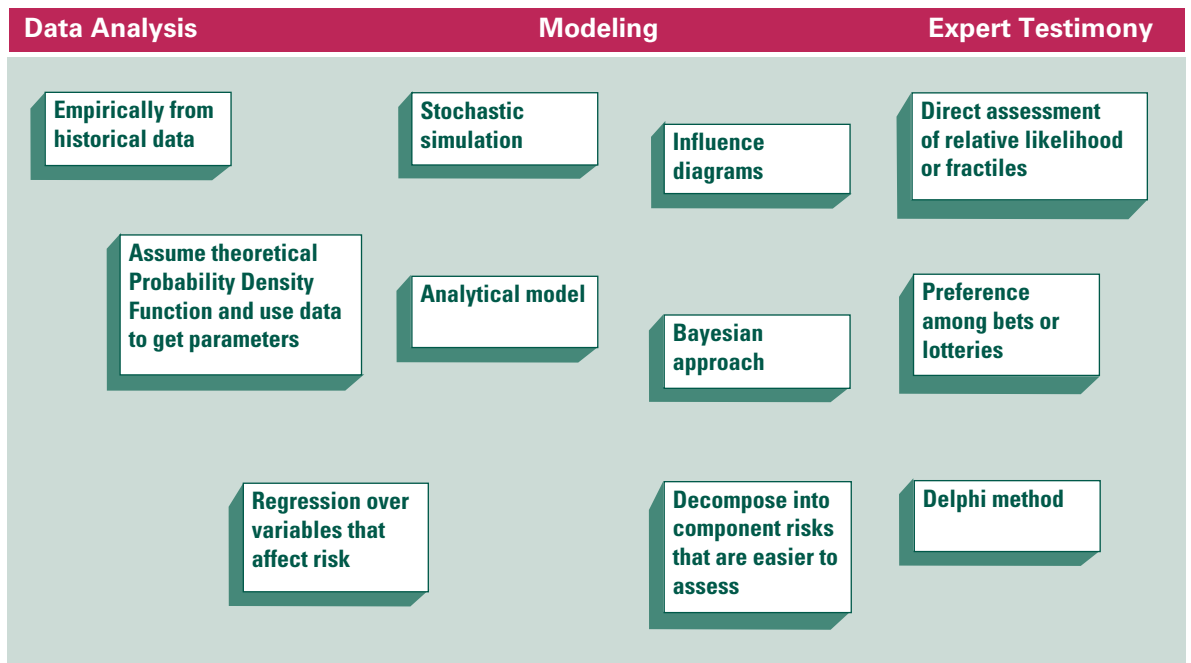 Data Analysis
Modeling
Expert Testimony
Empirically from
historical data
Assume theoretical
Probability Density
Function and use data
to get parameters
Regression over
variables that
affect risk
Stochastic
simulation
Analytical model
Influence
diagrams
Bayesian
approach
Decompose into
component risks
that are easier to
assess
Direct assessment
of relative likelihood
or fractiles
Preference
among bets or
lotteries
Delphi method